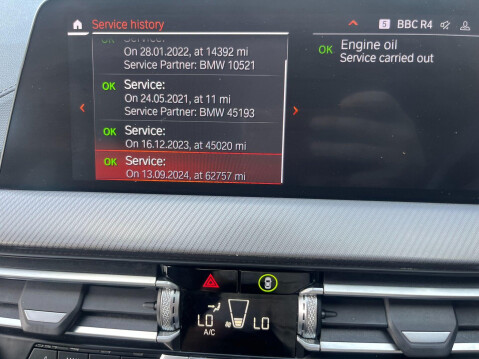 Service history
5 BBC R4
OK Service:
On 28.01.2022, at 14392 mi
Service Partner: BMW 10521
OK Service:
On 24.05.2021, at 11 mi
Service Partner: BMW 45193
OK Service:
On 16.12.2023, at 45020 mi
OK Service:
On 13.09.2024, at 62757 mi
OK Engine oil
Service carried out
LO LO
A/C